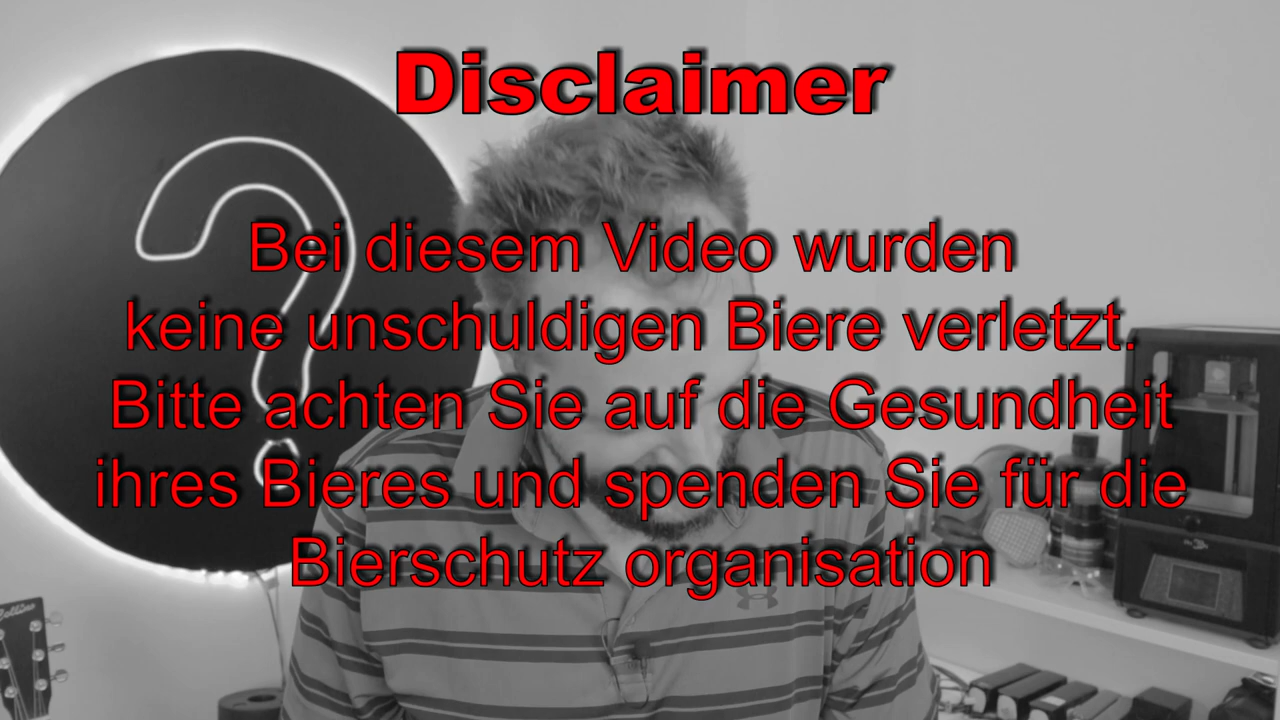 Disclaimer
Bei diesem Video wurden
keine unschuldigen Biere verletzt.
Bitte achten Sie auf die Gesundheit
ihres Bieres und spenden Sie für die
Bierschutz organisation